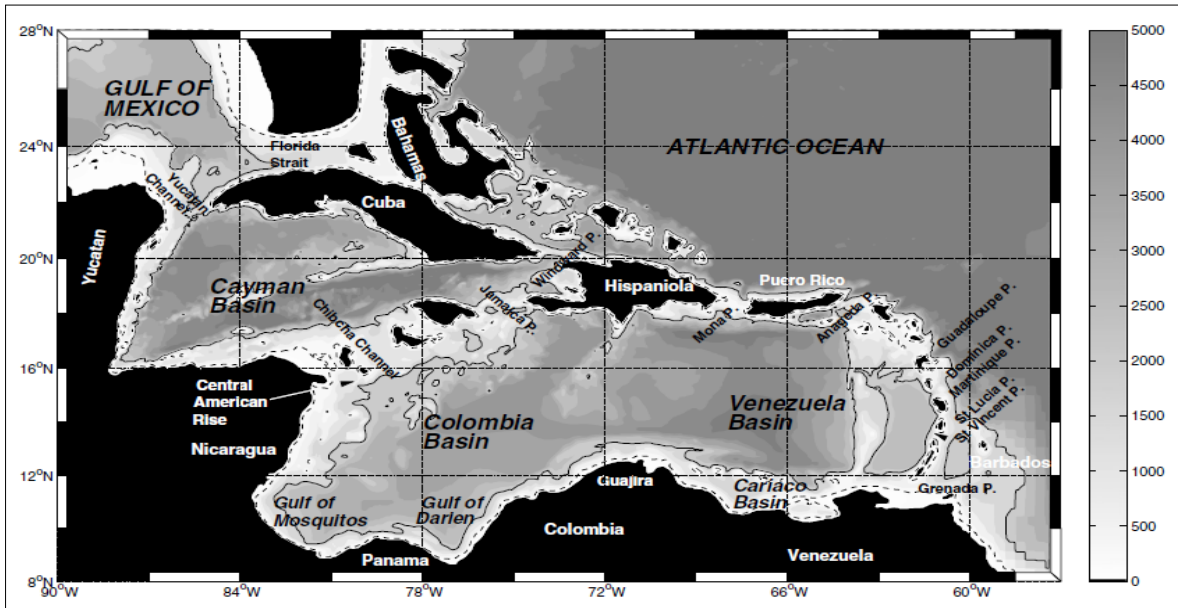 28°N
24°N
20°N
16°N
12°N
8°N
90°W
84°W
78°W
72°W
66°W
60°W
GULF OF
MEXICO
Florida
Strait
Bahamas
ATLANTIC OCEAN
Yucatan
Channel
Cuba
Yucatan
Cayman
Basin
Windward P.
Hispaniola
Puero Rico
Jamaica P.
Mona P.
Anageda P.
Guadaloupe P.
Dominica P.
Martinique P.
St Lucia P.
St Vincent P.
Chibcha Channel
Central
American
Rise
Nicaragua
Colombia
Basin
Venezuela
Basin
Barbados
Grenada P.
Guajira
Cariaco
Basin
Gulf of
Mosquitos
Gulf of
Darien
Colombia
Panama
Venezuela
5000
4500
4000
3500
3000
2500
2000
1500
1000
500
0